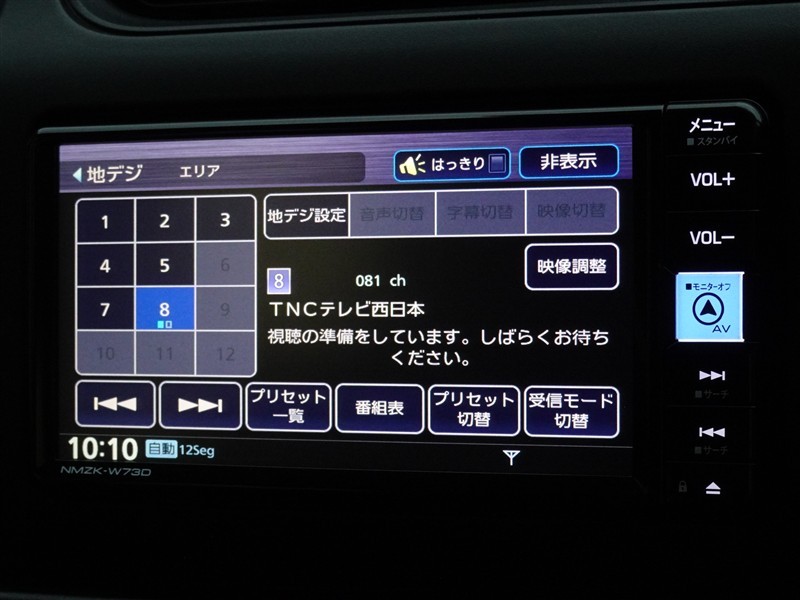 地デジ エリア はっきり 非表示
1 2 3 地デジ設定 音声切替 字幕切替 映像切替
4 5 6 映像調整
7 8 9 8 081 ch
10 11 12 TNCテレビ西日本
視聴の準備をしています。しばらくお待ち
ください。
プリセット
一覧
番組表
プリセット
切替
受信モード
切替
10:10 自動 12Seg
NMZK-W73D
メニュー
■スタンバイ
VOL+
VOL−
■モニターオフ
AV
■サーチ
■サーチ